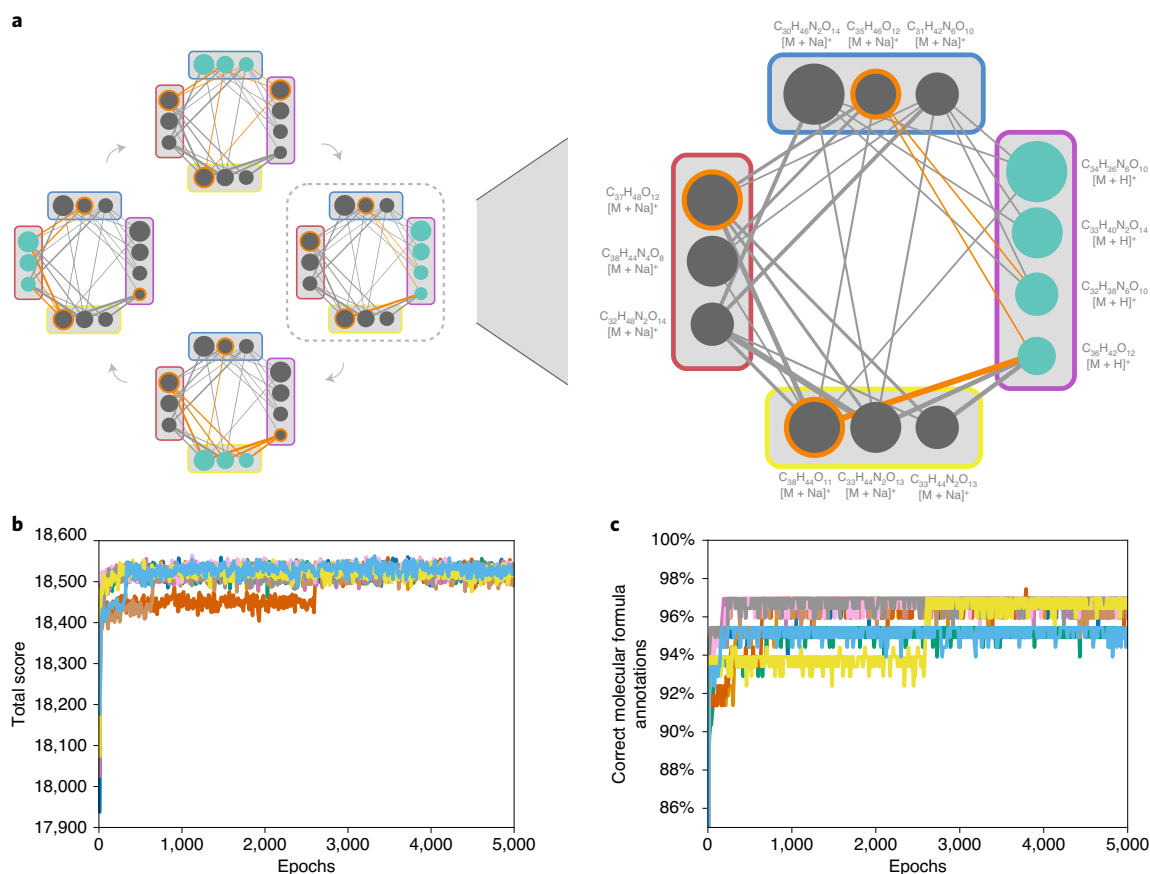 a
C₃₀H₄₆N₂O₁₄ C₃₅H₄₆O₁₂ C₃₁H₄₂N₆O₁₀
[M + Na]⁺ [M + Na]⁺ [M + Na]⁺
C₃₄H₃₆N₆O₁₀
[M + H]⁺
C₃₇H₄₈O₁₂
[M + Na]⁺
C₃₃H₄₀N₂O₁₄
[M + H]⁺
C₃₈H₄₄N₄O₈
[M + Na]⁺
C₃₂H₃₈N₆O₁₀
[M + H]⁺
C₃₂H₄₈N₂O₁₄
[M + Na]⁺
C₃₆H₄₂O₁₂
[M + H]⁺
C₃₈H₄₄O₁₁ C₃₃H₄₄N₂O₁₃ C₃₃H₄₄N₂O₁₃
[M + Na]⁺ [M + Na]⁺ [M + Na]⁺
b
18,600
18,500
18,400
18,300
18,200
18,100
18,000
17,900
Total score
0 1,000 2,000 3,000 4,000 5,000
Epochs
c
100%
98%
96%
94%
92%
90%
88%
86%
Correct molecular formula
annotations
0 1,000 2,000 3,000 4,000 5,000
Epochs